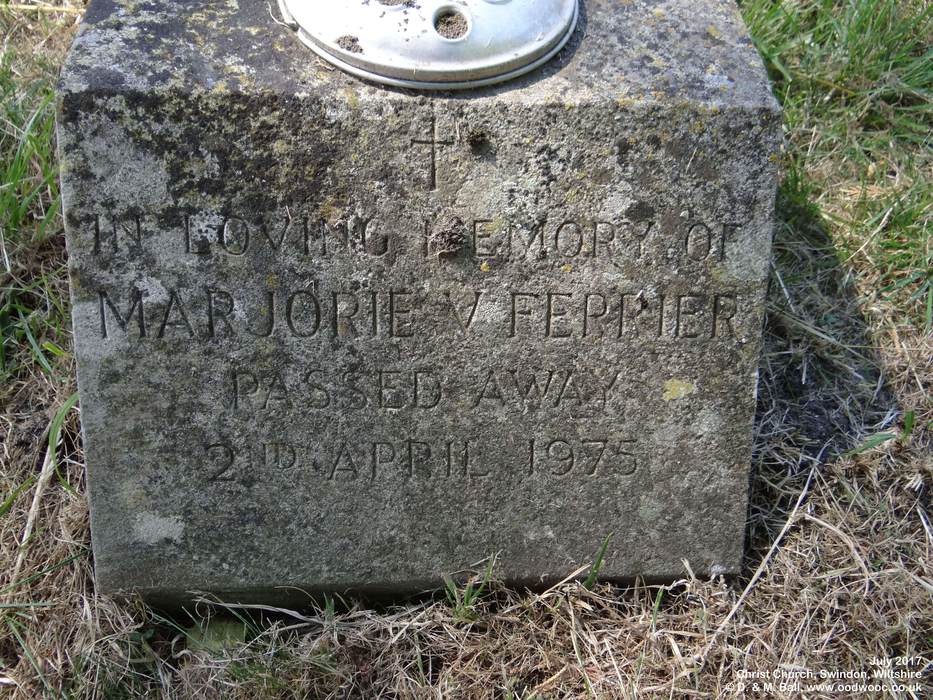 IN LOVING MEMORY OF
MARJORIE V FERRIER
PASSED AWAY
2ND APRIL 1975
July 2017
Christ Church, Swindon, Wiltshire
© D. & M. Ball, www.oodwooc.co.uk